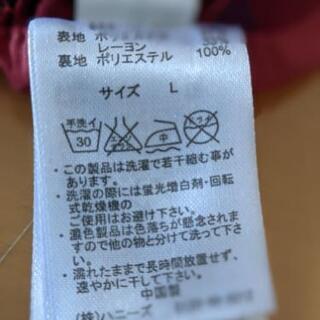 表地 ポリエステル
レーヨン 35%
裏地 ポリエステル 100%
サイズ L
手洗イ
30
中
・この製品は洗濯で若干縮む事が
あります。
・洗濯の際には蛍光増白剤・回転
式乾燥機の
ご使用はお避け下さい。
・濃色製品は色落ちが懸念されま
すので他の物と分けて洗って下さ
い。
・濡れたままで長時間放置せず、
速やかに干して下さい。
中国製
(株)ハニーズ